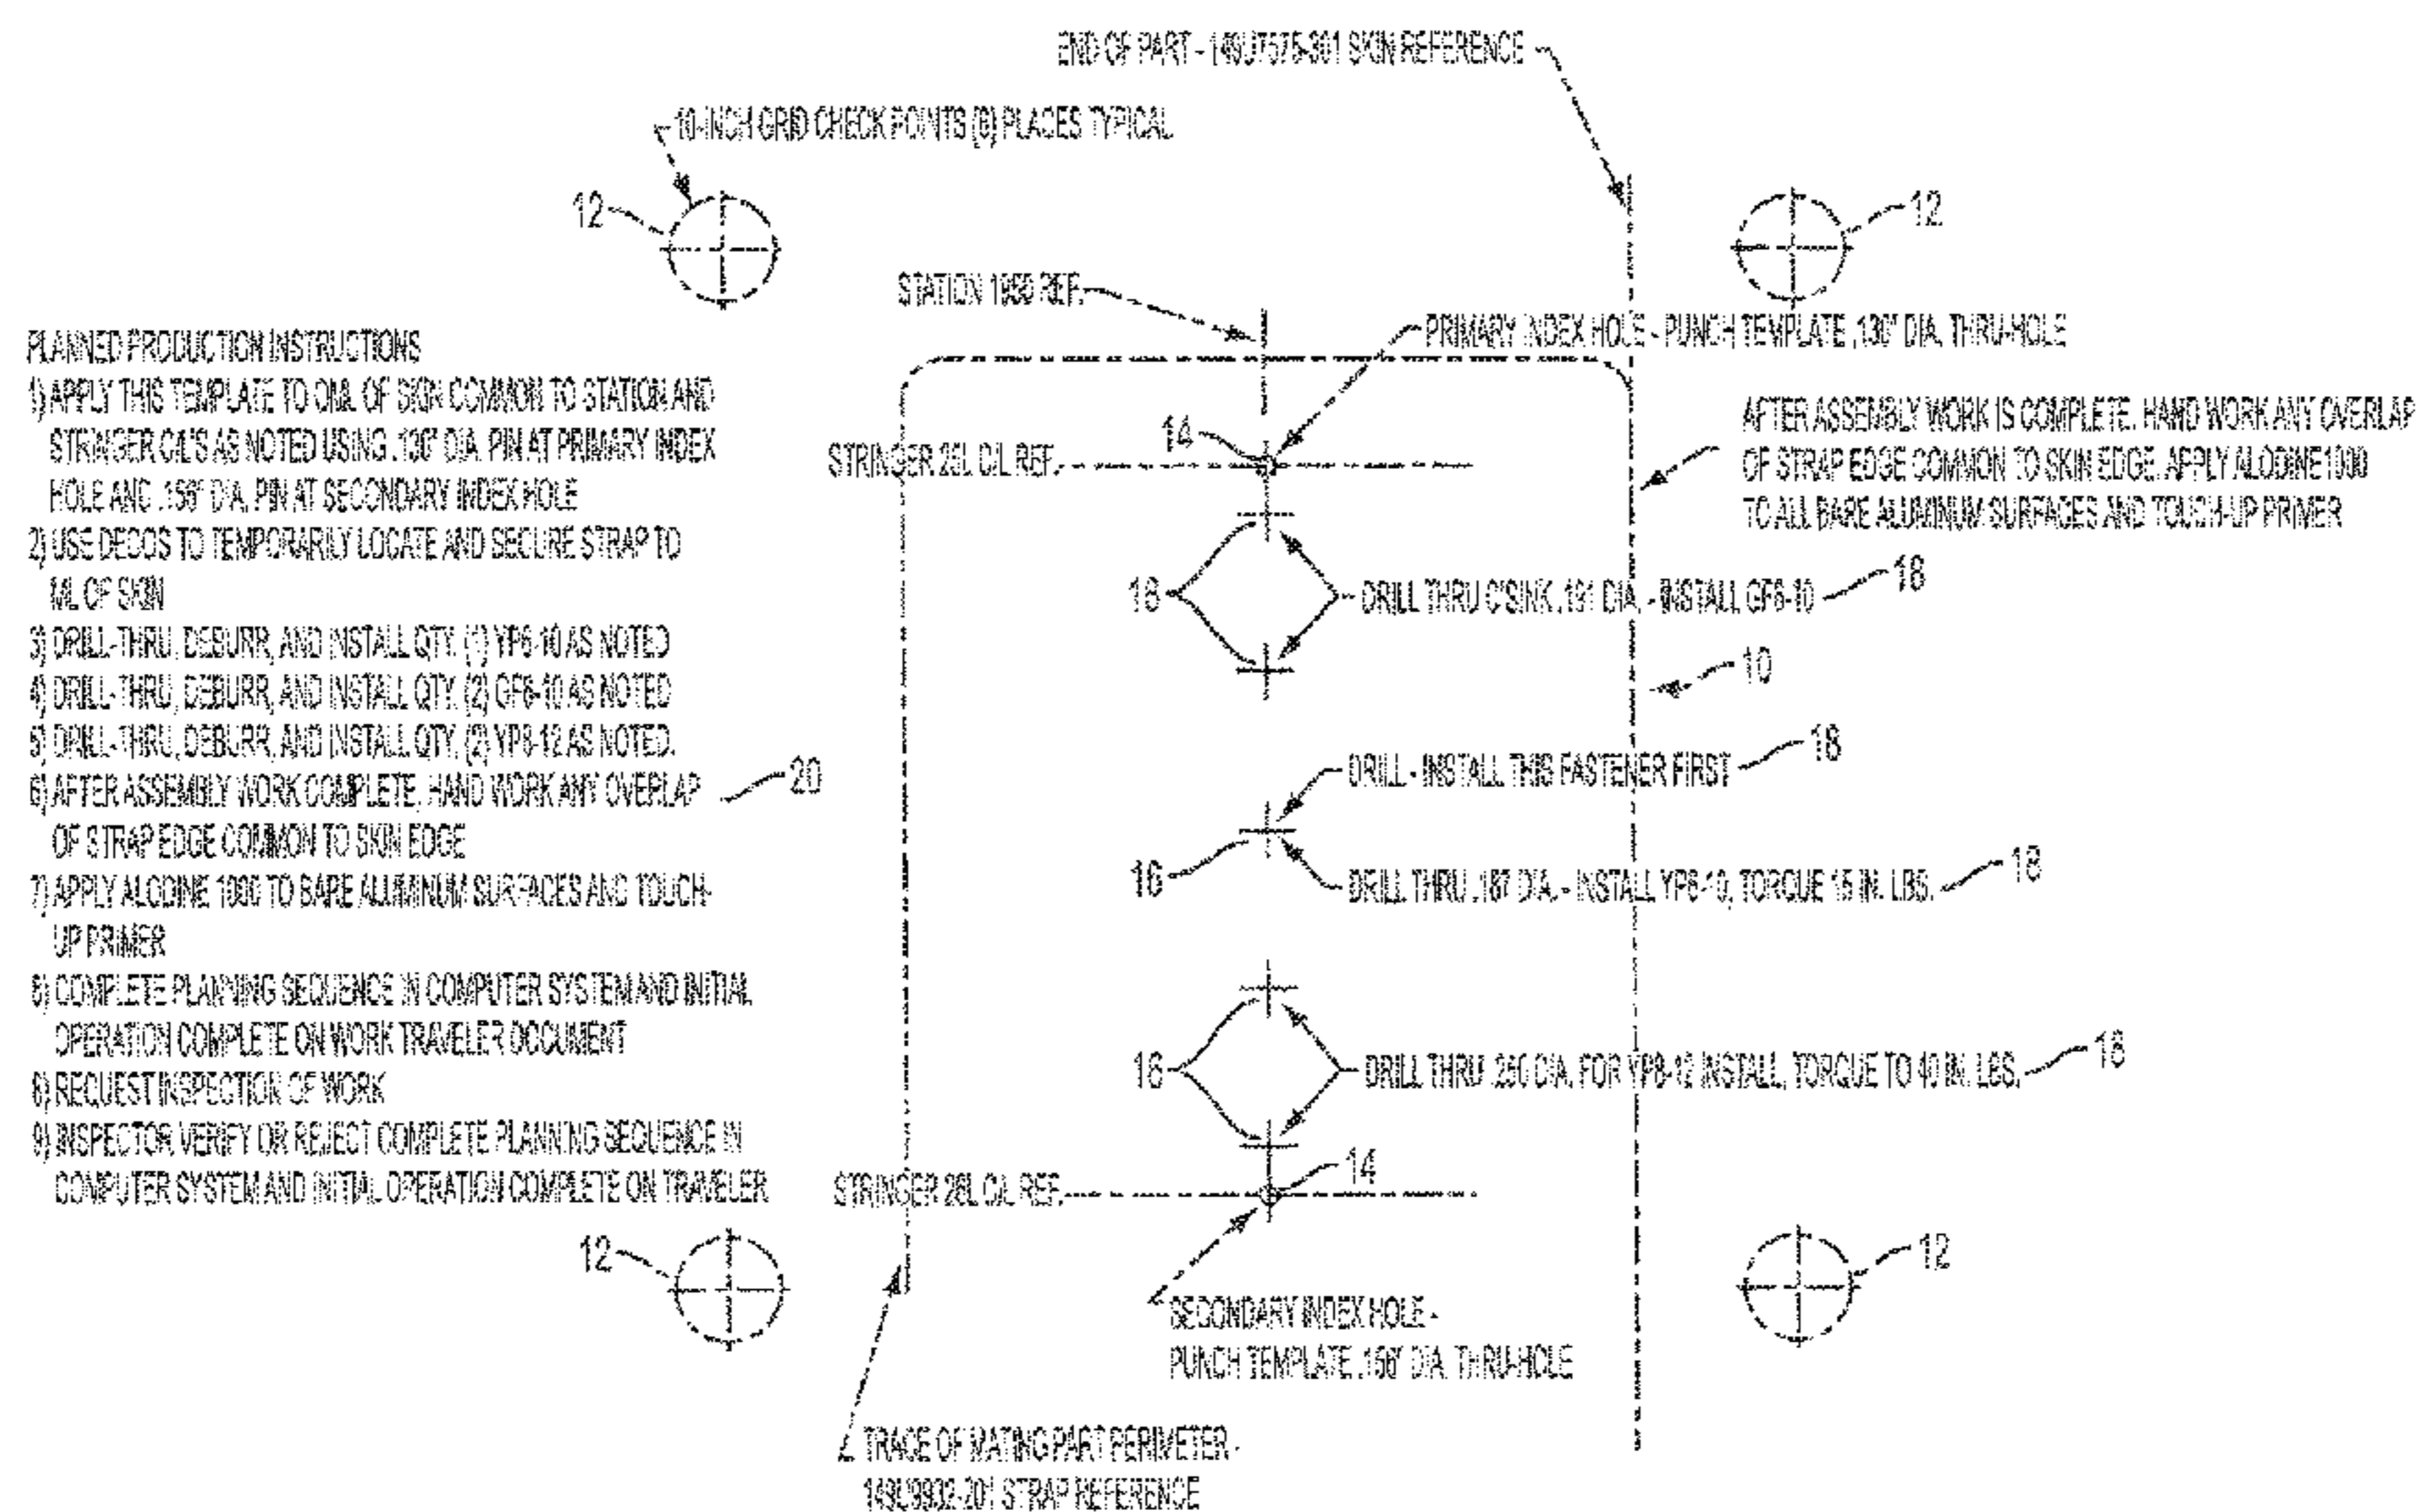 END OF PART - SKIN REFERENCE
10-INCH GRID CHECK POINTS PLACES TYPICAL
12
12
STATION REF.
PRIMARY INDEX HOLE - PUNCH TEMPLATE .130" DIA. THRU-HOLE
PLANNED PRODUCTION INSTRUCTIONS
1) APPLY THIS TEMPLATE TO OML OF SKIN COMMON TO STATION AND
STRINGER C/L'S AS NOTED USING .130" DIA. PIN AT PRIMARY INDEX
HOLE AND .156" DIA. PIN AT SECONDARY INDEX HOLE
2) USE DECOS TO TEMPORARILY LOCATE AND SECURE STRAP TO
OF SKIN
3) DRILL-THRU, DEBURR, AND INSTALL QTY. (1) YP6-10 AS NOTED
4) DRILL-THRU, DEBURR, AND INSTALL QTY. (2) GF6-10 AS NOTED
5) DRILL-THRU, DEBURR, AND INSTALL QTY. (2) YP8-12 AS NOTED.
6) AFTER ASSEMBLY WORK COMPLETE, HAND WORK ANY OVERLAP
OF STRAP EDGE COMMON TO SKIN EDGE
7) APPLY ALODINE 1000 TO BARE ALUMINUM SURFACES AND TOUCH-
UP PRIMER
COMPLETE PLANNING SEQUENCE IN COMPUTER SYSTEM AND INITIAL
OPERATION COMPLETE ON WORK TRAVELER DOCUMENT
8) REQUEST INSPECTION OF WORK
9) INSPECTOR VERIFY OR REJECT COMPLETE PLANNING SEQUENCE IN
COMPUTER SYSTEM AND INITIAL OPERATION COMPLETE ON TRAVELER
20
14
STRINGER C/L REF.
AFTER ASSEMBLY WORK IS COMPLETE. HAND WORK ANY OVERLAP
OF STRAP EDGE COMMON TO SKIN EDGE. APPLY ALODINE 1000
TO ALL BARE ALUMINUM SURFACES AND TOUCH-UP PRIMER
16
DRILL THRU C'SINK .191 DIA. - INSTALL GF6-10
18
10
DRILL - INSTALL THIS FASTENER FIRST
18
16
DRILL THRU .187 DIA. - INSTALL YP6-10, TORQUE 15 IN. LBS.
18
16
DRILL THRU .250 DIA. FOR YP8-12 INSTALL, TORQUE TO 40 IN. LBS.
18
14
STRINGER C/L REF.
12
12
SECONDARY INDEX HOLE -
PUNCH TEMPLATE .156" DIA. THRU-HOLE
TRACE OF MATING PART PERIMETER -
STRAP REFERENCE